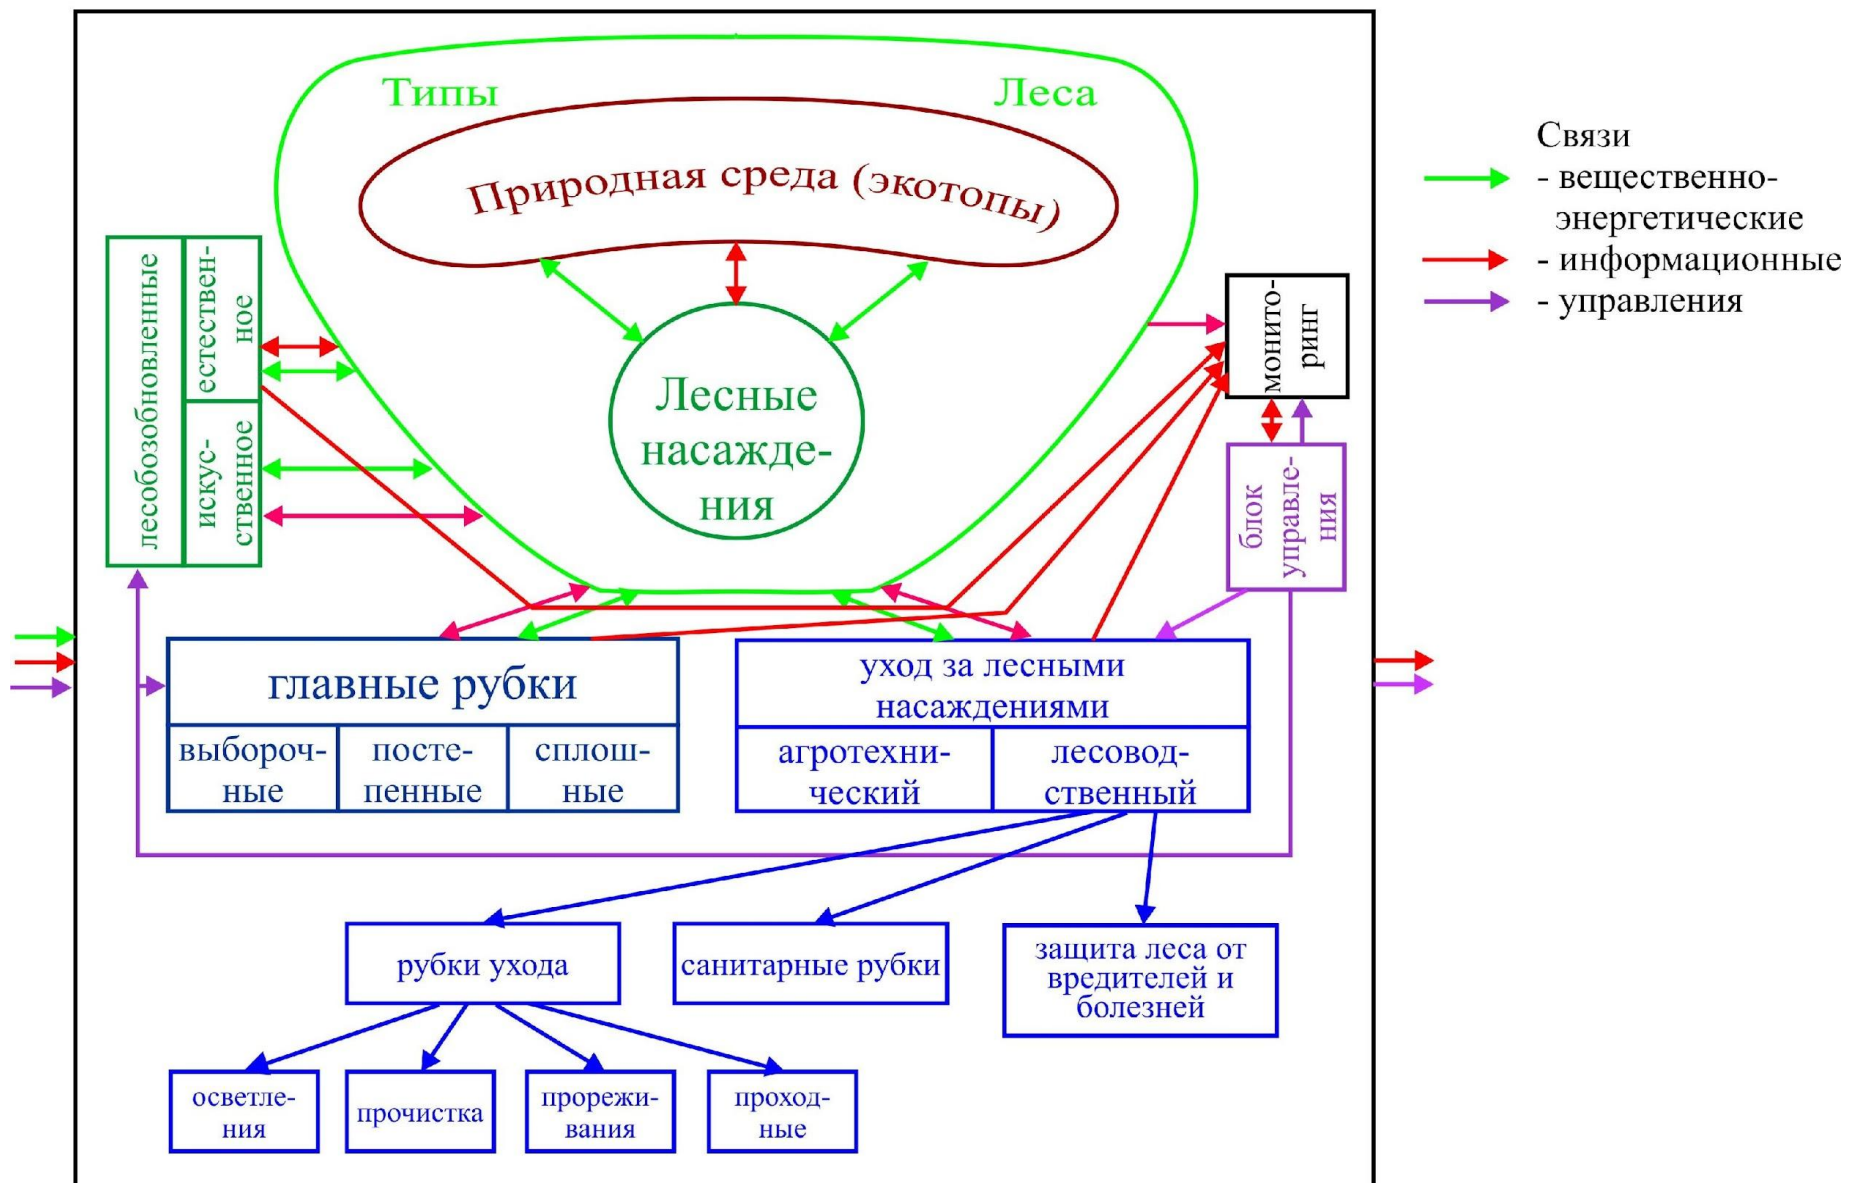 Типы
Леса
Природная среда (экотопы)
Лесные
насажде-
ния
лесобозобновленные
естествен-
ное
искус-
ственное
монито-
ринг
блок
управле-
ния
Связи
- вещественно-
энергетические
- информационные
- управления
главные рубки
выбороч-
ные
посте-
пенные
сплош-
ные
уход за лесными
насаждениями
агротехни-
ческий
лесовод-
ственный
рубки ухода
санитарные рубки
защита леса от
вредителей и
болезней
осветле-
ния
прочистка
прорежи-
вания
проход-
ные